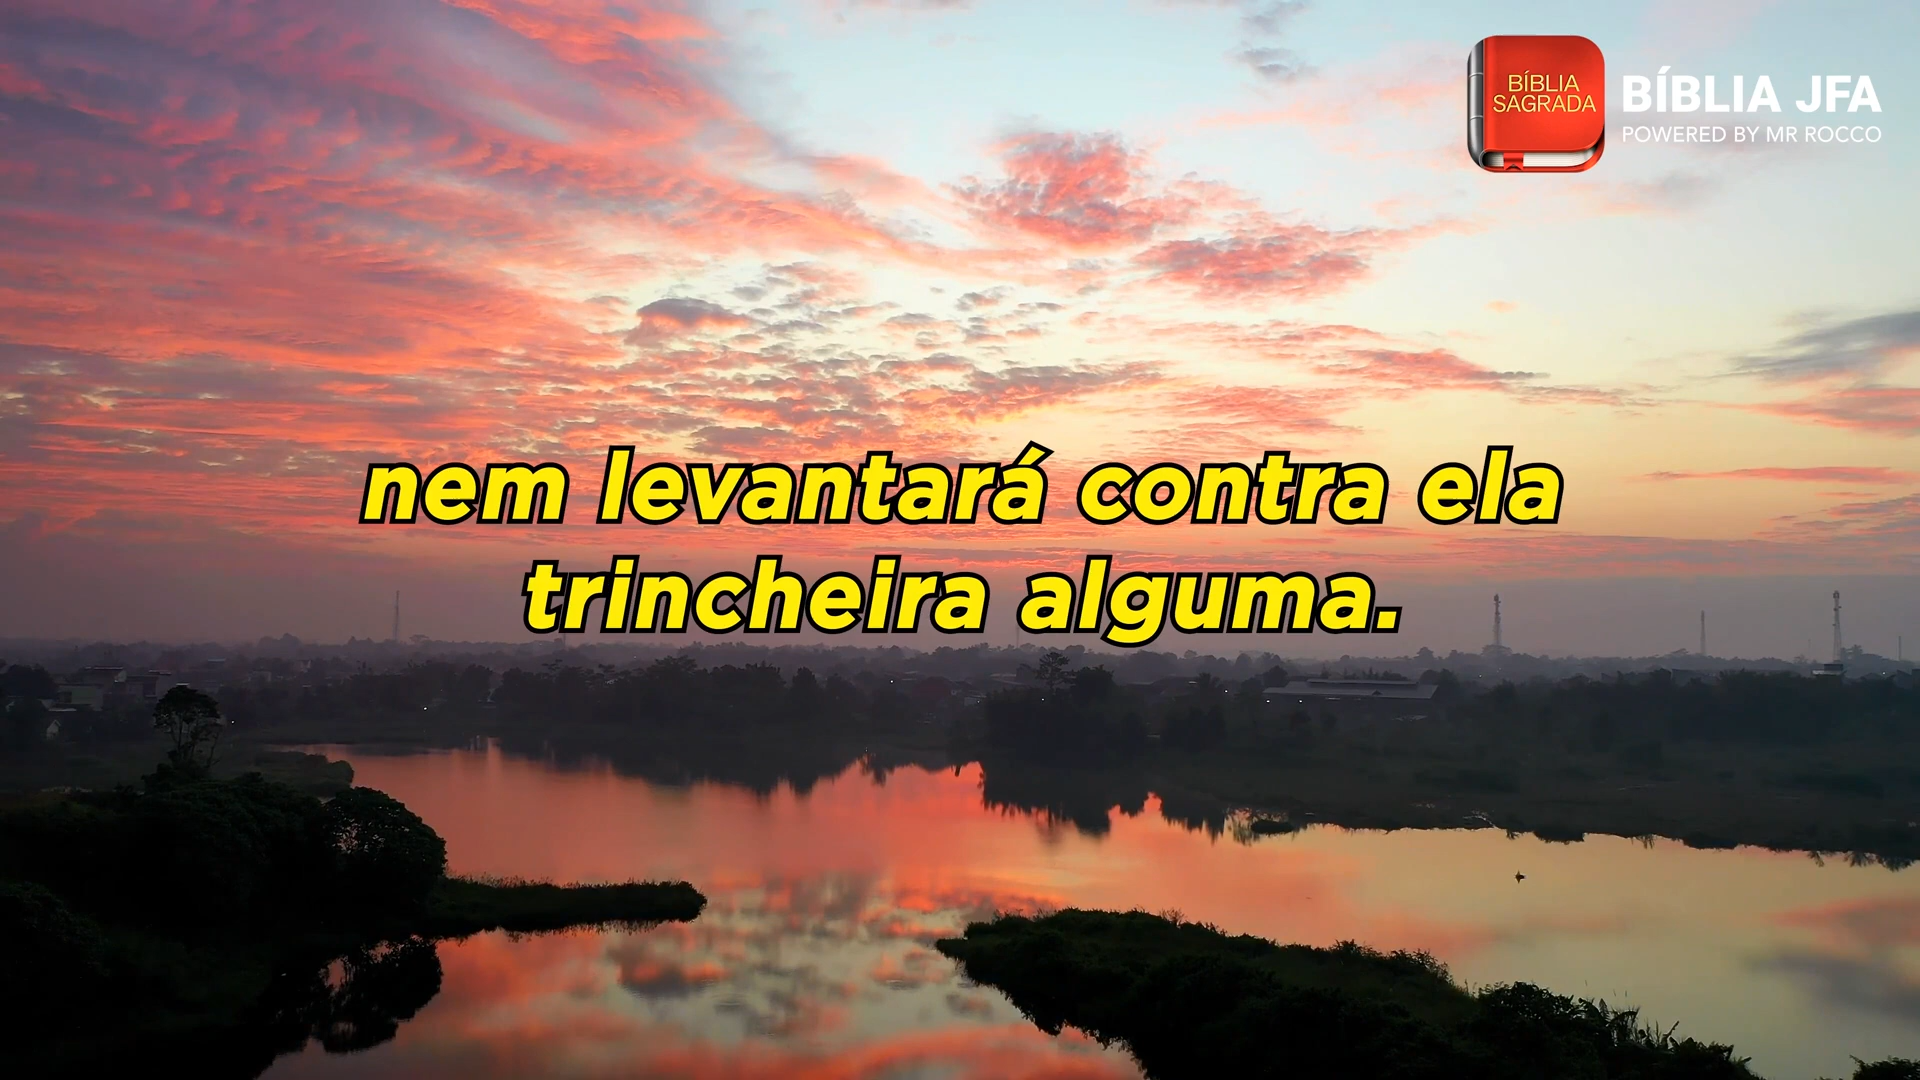 BÍBLIA
SAGRADA
BÍBLIA JFA
POWERED BY MR ROCCO
nem levantará contra ela
trincheira alguma.